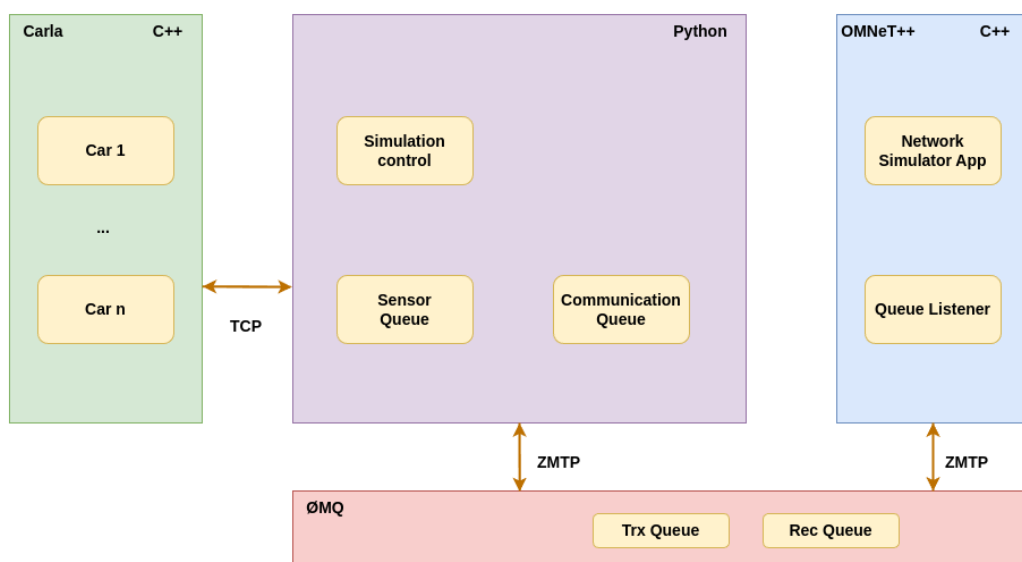 Carla C++
Python
OMNeT++ C++
Car 1
Simulation
control
Network
Simulator App
...
Car n
Sensor
Queue
Communication
Queue
Queue Listener
TCP
ZMTP
ZMTP
ØMQ
Trx Queue
Rec Queue